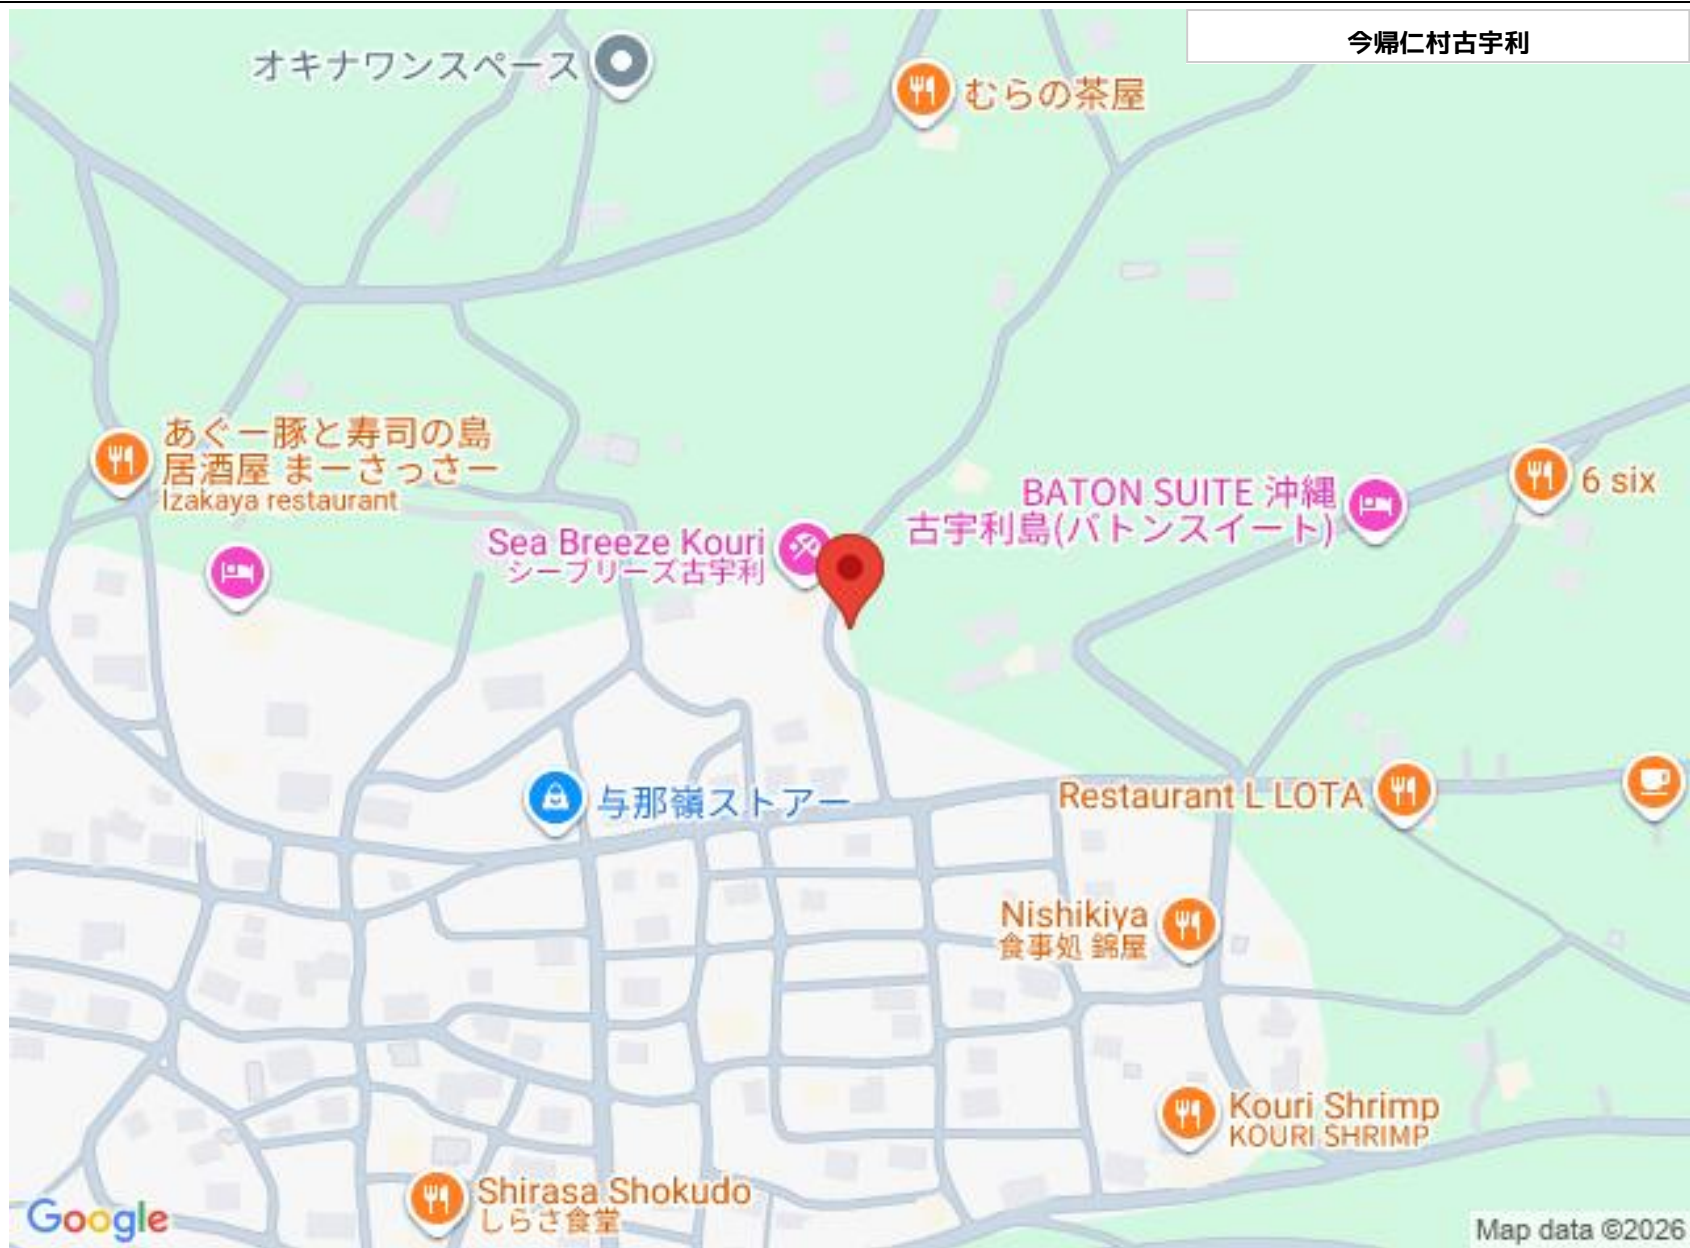 今帰仁村古宇利
オキナワンスペース
むらの茶屋
あぐー豚と寿司の島
居酒屋 まーさっさー
Izakaya restaurant
BATON SUITE 沖縄
古宇利島(バトンスイート)
6 six
Sea Breeze Kouri
シーブリーズ古宇利
与那嶺ストアー
Restaurant L LOTA
Nishikiya
食事処 錦屋
Kouri Shrimp
KOURI SHRIMP
Shirasa Shokudo
しらさ食堂
Google
Map data ©2026